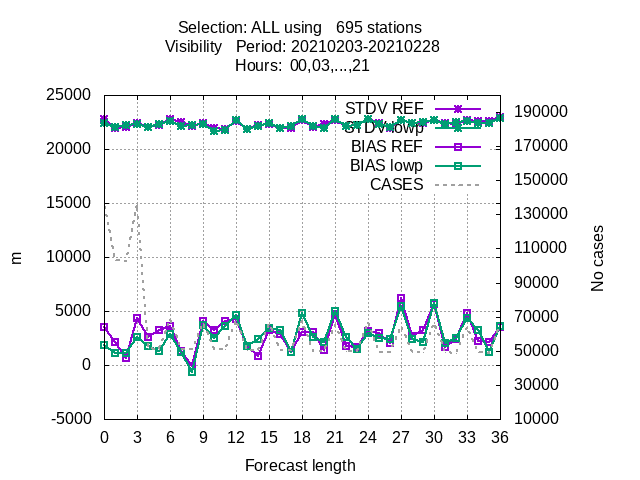 Selection: ALL using   695 stations
Visibility   Period: 20210203-20210228
Hours:  00,03,...,21
25000
20000
15000
10000
5000
0
-5000
m
STDV REF
STDV lowp
BIAS REF
BIAS lowp
CASES
190000
170000
150000
130000
110000
90000
70000
50000
30000
10000
No cases
0 3 6 9 12 15 18 21 24 27 30 33 36
Forecast length